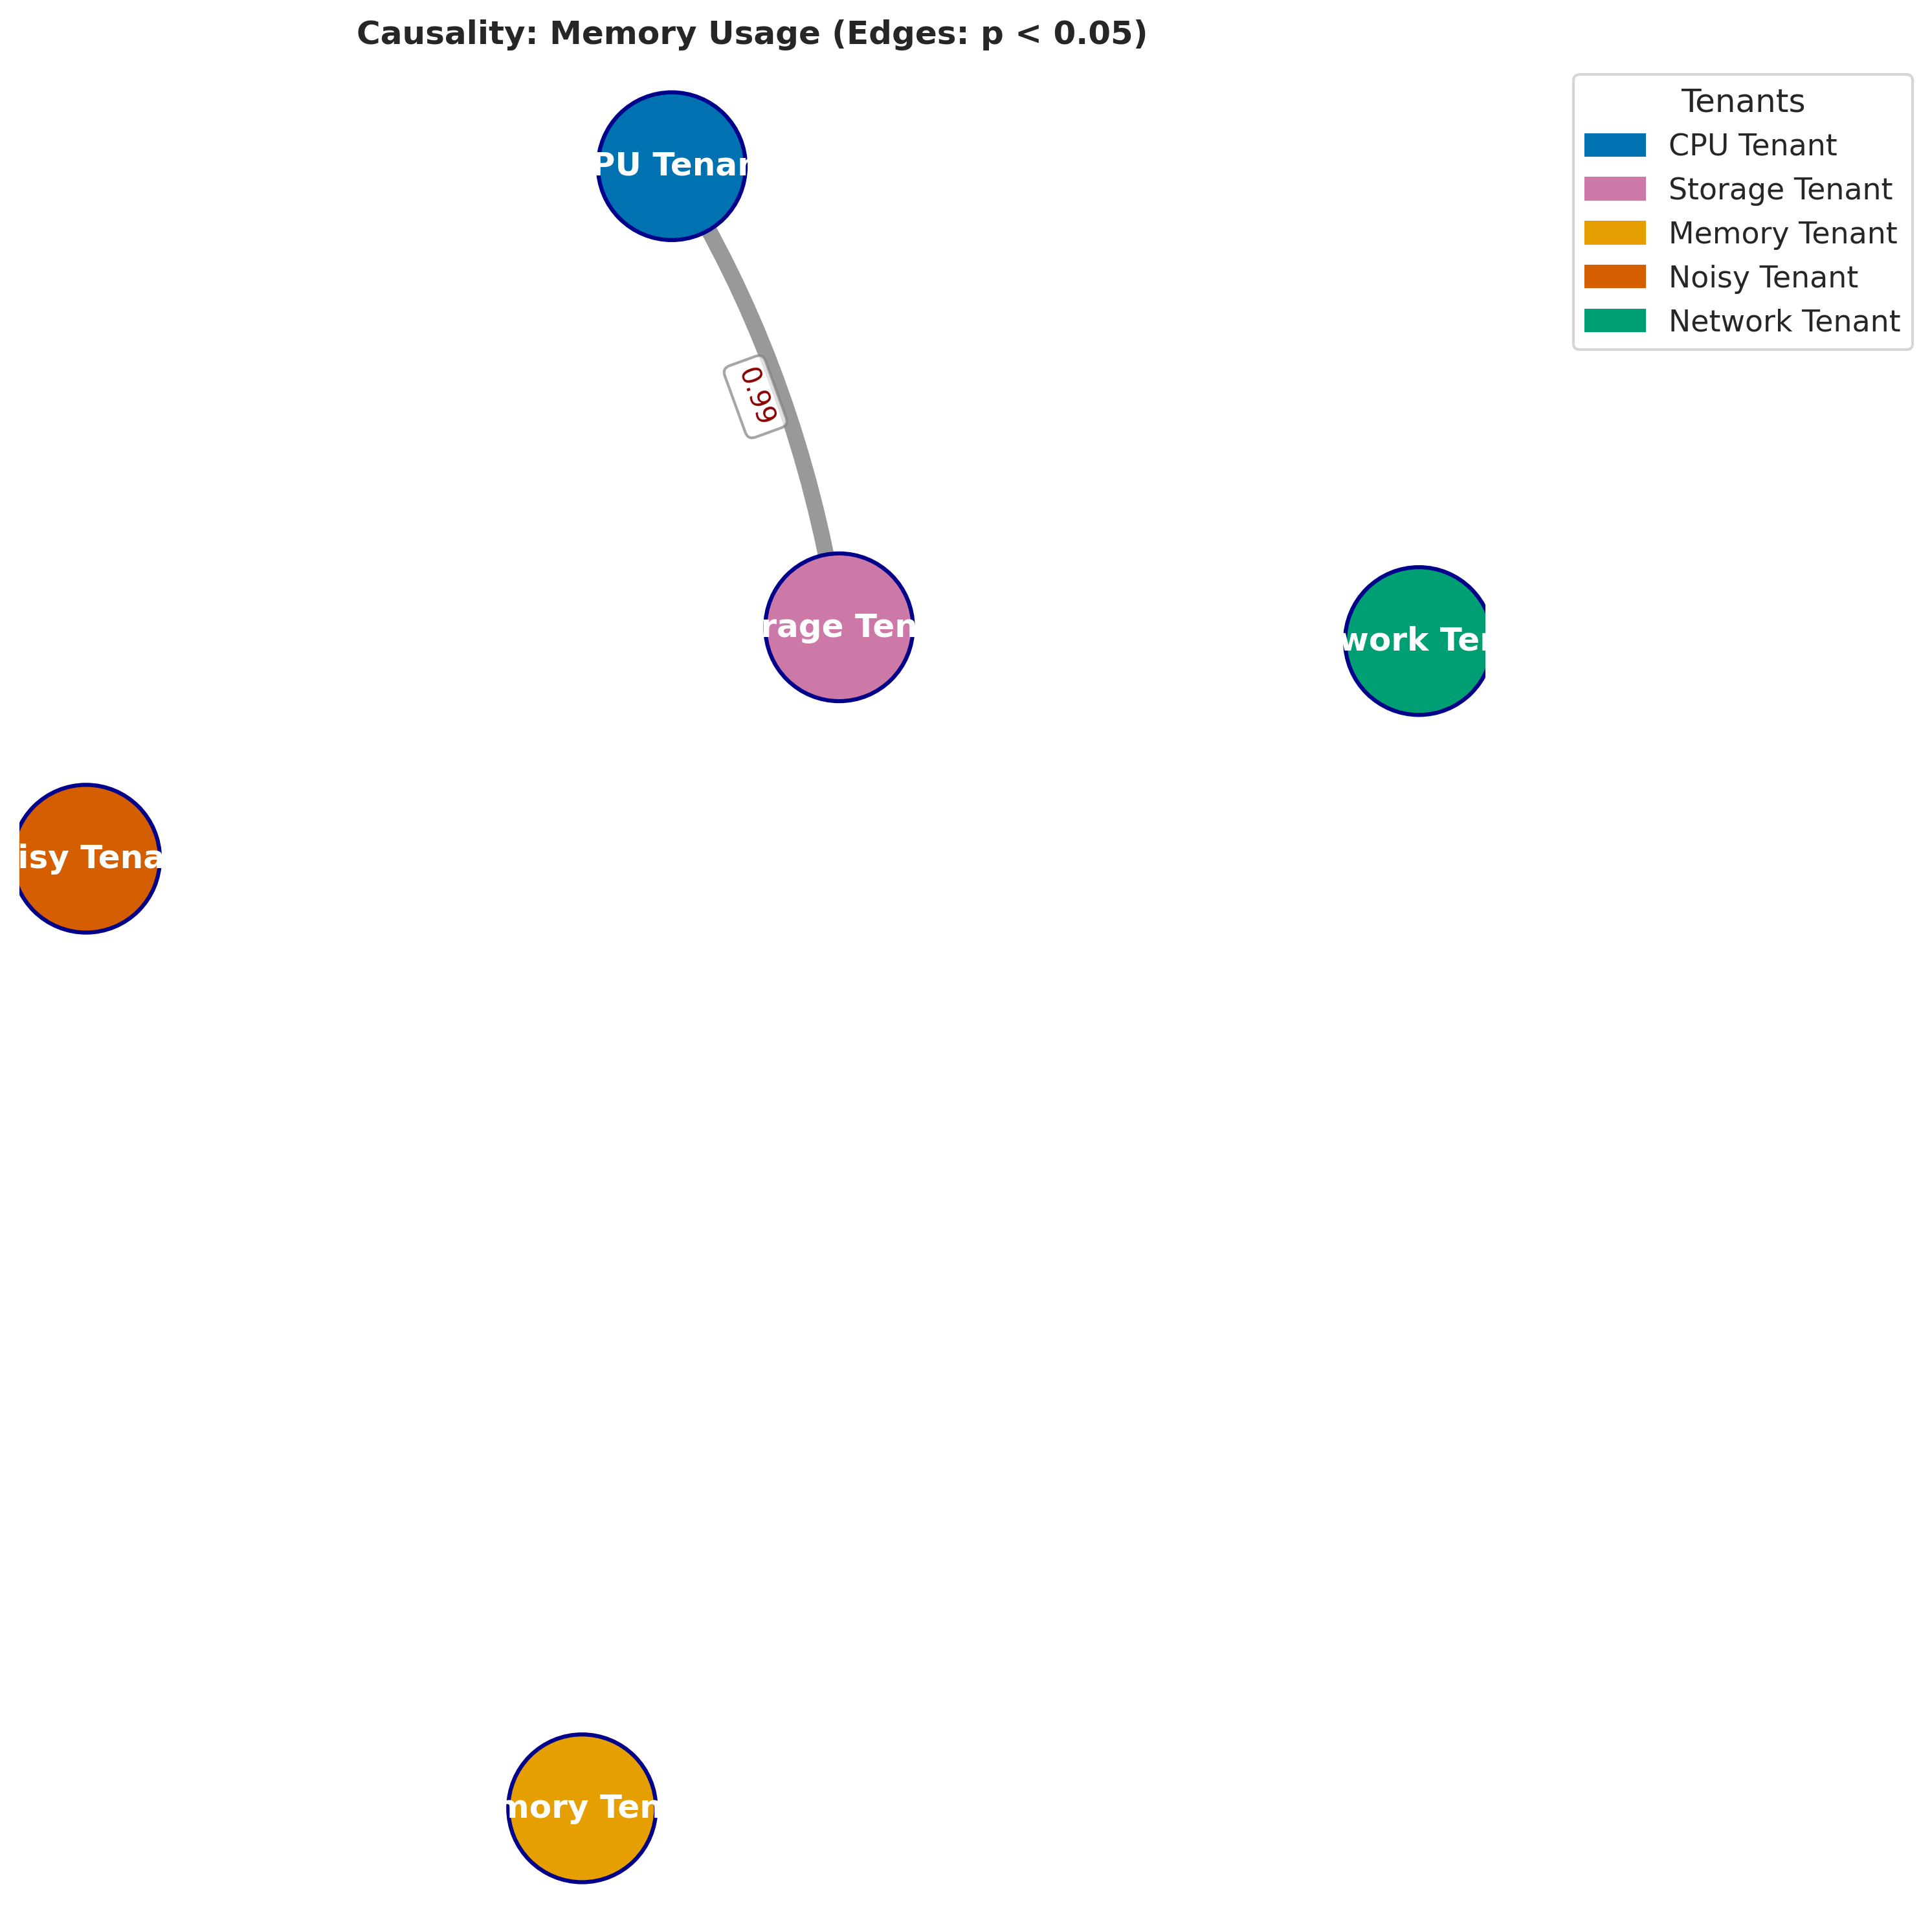 Causality: Memory Usage (Edges: p < 0.05)
Tenants
CPU Tenant
Storage Tenant
Memory Tenant
Noisy Tenant
Network Tenant
PU Tenan
0.99
rage Ten
work Ten
isy Tena
mory Ten